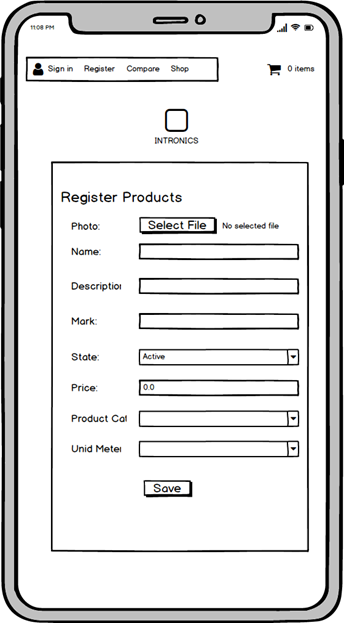 11:08 PM
Sign in Register Compare Shop 0 items
INTRONICS
Register Products
Photo: Select File No selected file
Name:
Description
Mark:
State: Active
Price: 0.0
Product Cat
Unid Meter
Save